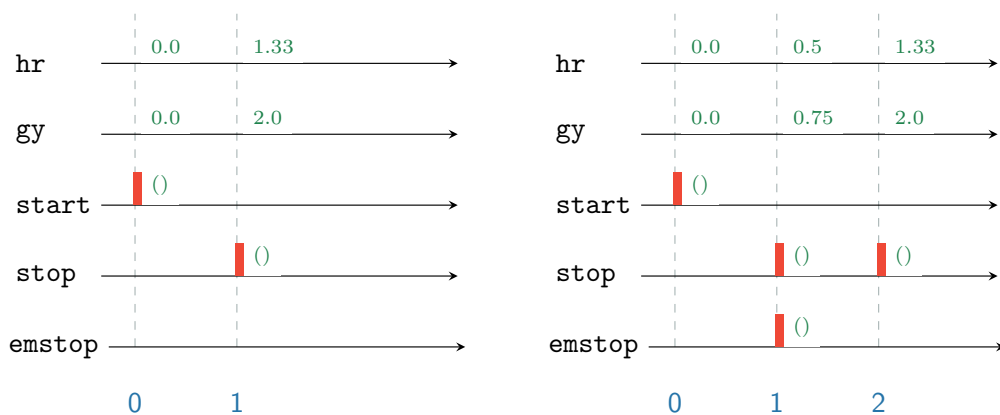 hr 0.0 1.33
gy 0.0 2.0
start ()
stop ()
emstop
0 1
hr 0.0 0.5 1.33
gy 0.0 0.75 2.0
start ()
stop () ()
emstop ()
0 1 2